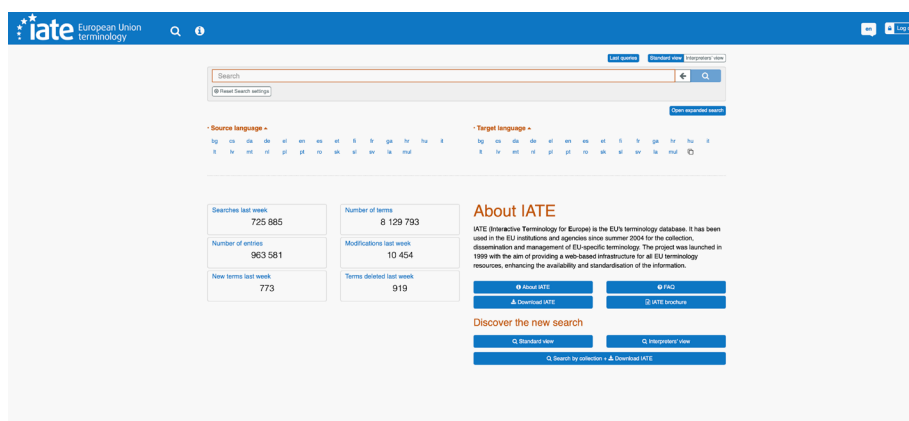 iate European Union
terminology
en
Log
Last queries
Standard view Interpreters' view
Search
Reset Search settings
Open expanded search
Source language
bg cs da de el en es et fi fr ga hr hu it
lt lv mt nl pl pt ro sk sl sv la mul
Target language
bg cs da de el en es et fi fr ga hr hu it
lt lv mt nl pl pt ro sk sl sv la mul
Searches last week
725 885
Number of terms
8 129 793
Number of entries
963 581
Modifications last week
10 454
New terms last week
773
Terms deleted last week
919
About IATE
IATE (Interactive Terminology for Europe) is the EU's terminology database. It has been
used in the EU institutions and agencies since summer 2004 for the collection,
dissemination and management of EU-specific terminology. The project was launched in
1999 with the aim of providing a web-based infrastructure for all EU terminology
resources, enhancing the availability and standardisation of the information.
About IATE
FAQ
Download IATE
IATE brochure
Discover the new search
Standard view
Interpreters' view
Search by collection + Download IATE